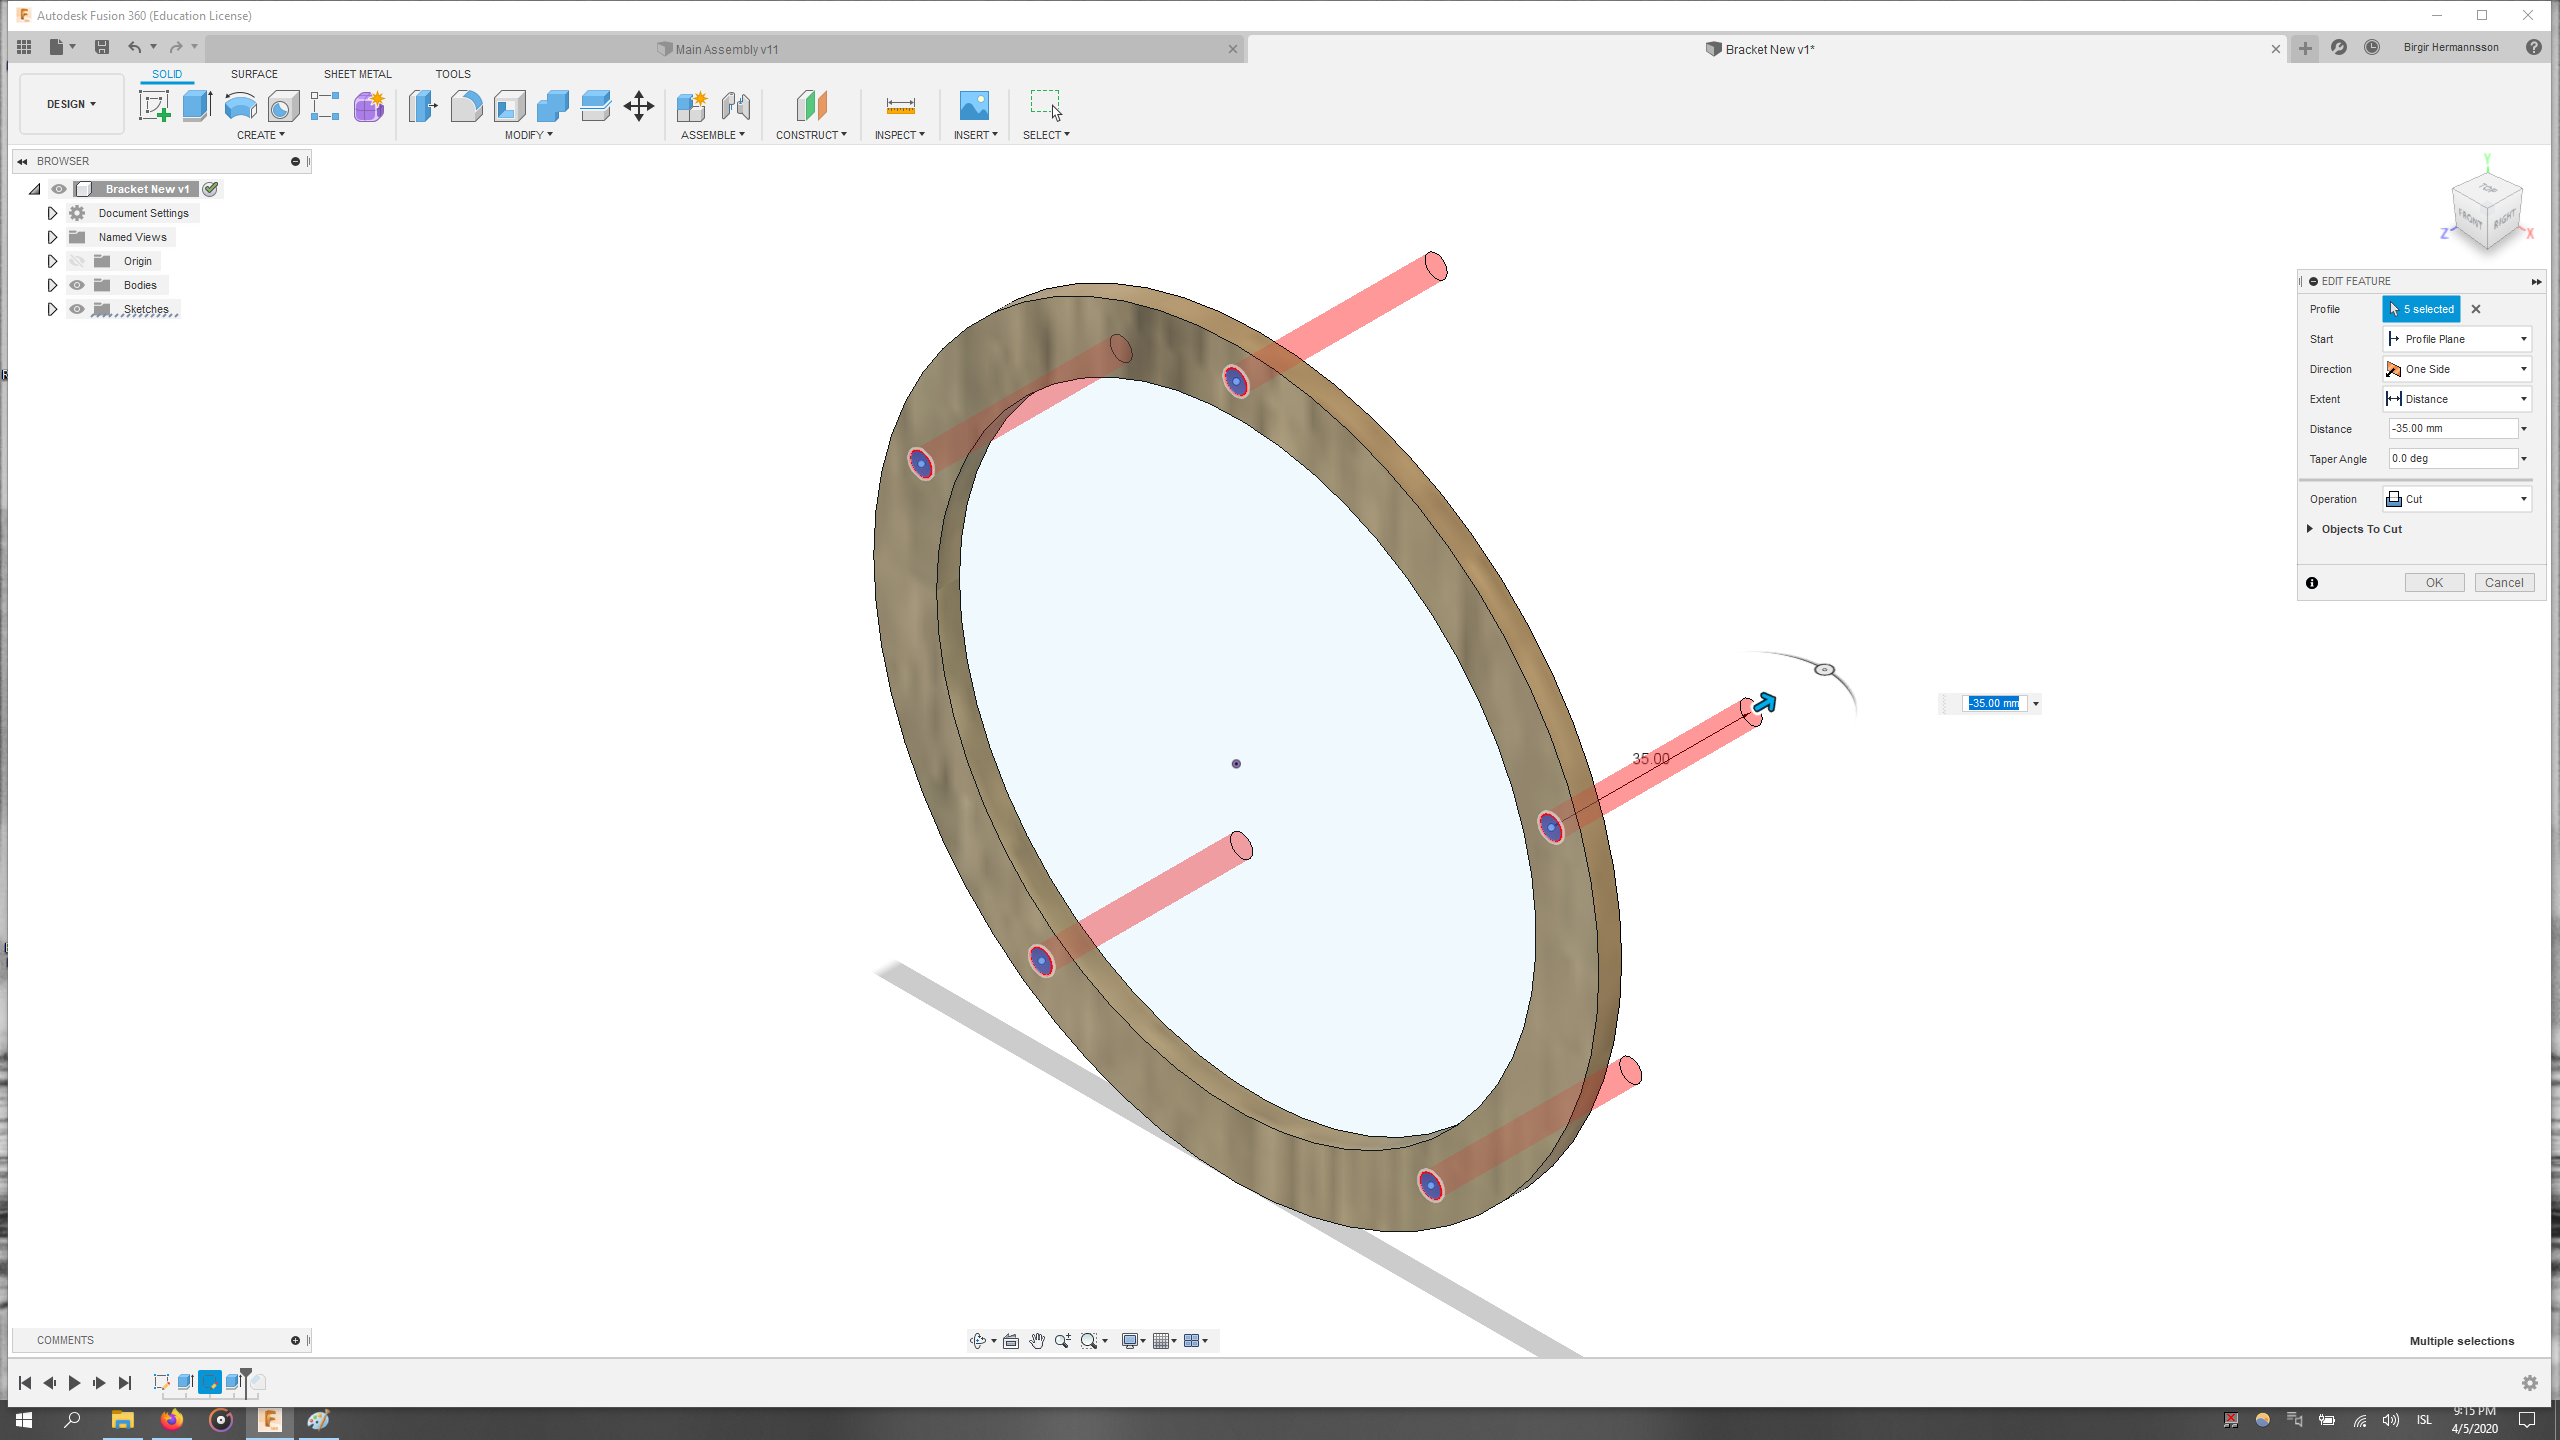 Autodesk Fusion 360 (Education License)
Main Assembly v11
Bracket New v1*
Birgir Hermannsson
DESIGN
SOLID
SURFACE
SHEET METAL
TOOLS
CREATE
MODIFY
ASSEMBLE
CONSTRUCT
INSPECT
INSERT
SELECT
BROWSER
Bracket New v1
Document Settings
Named Views
Origin
Bodies
Sketches
Y
TOP
FRONT
RIGHT
Z
X
EDIT FEATURE
Profile 5 selected
Start Profile Plane
Direction One Side
Extent Distance
Distance -35.00 mm
Taper Angle 0.0 deg
Operation Cut
Objects To Cut
OK Cancel
-35.00 mm
35.00
COMMENTS
Multiple selections
ISL
9:15 PM
4/5/2020